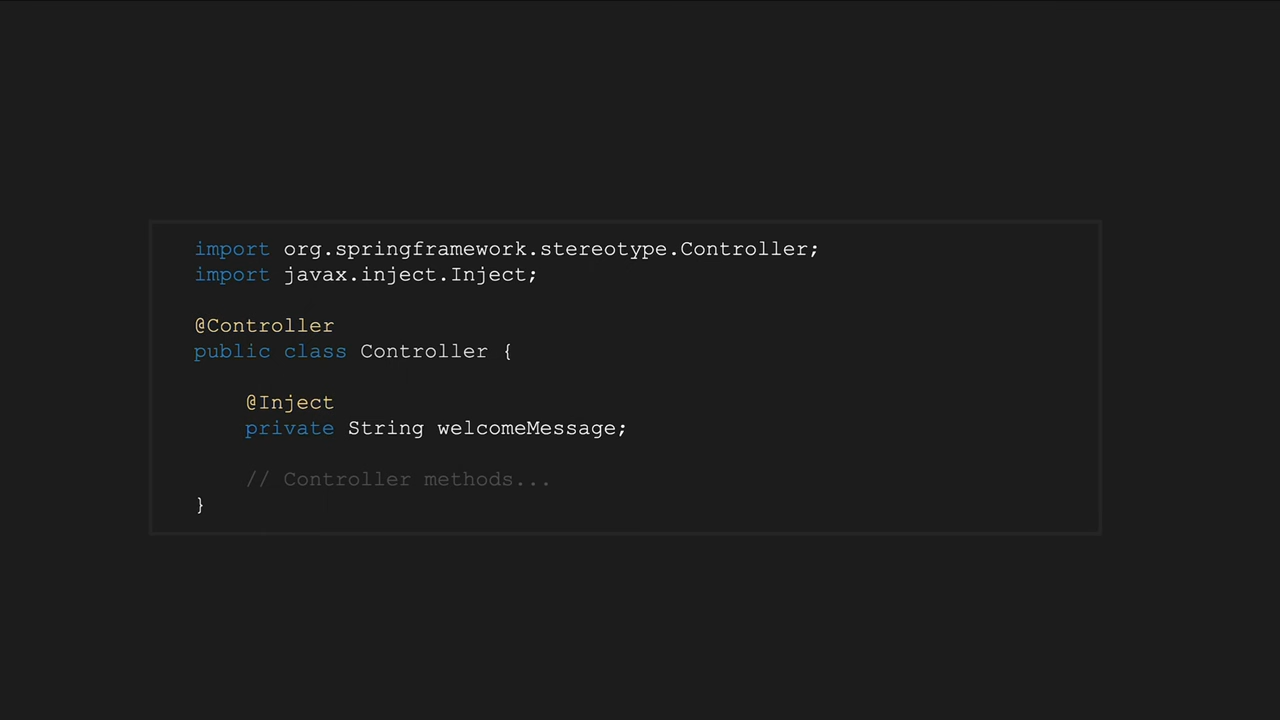 import org.springframework.stereotype.Controller;
import javax.inject.Inject;

@Controller
public class Controller {

    @Inject
    private String welcomeMessage;

    // Controller methods...
}